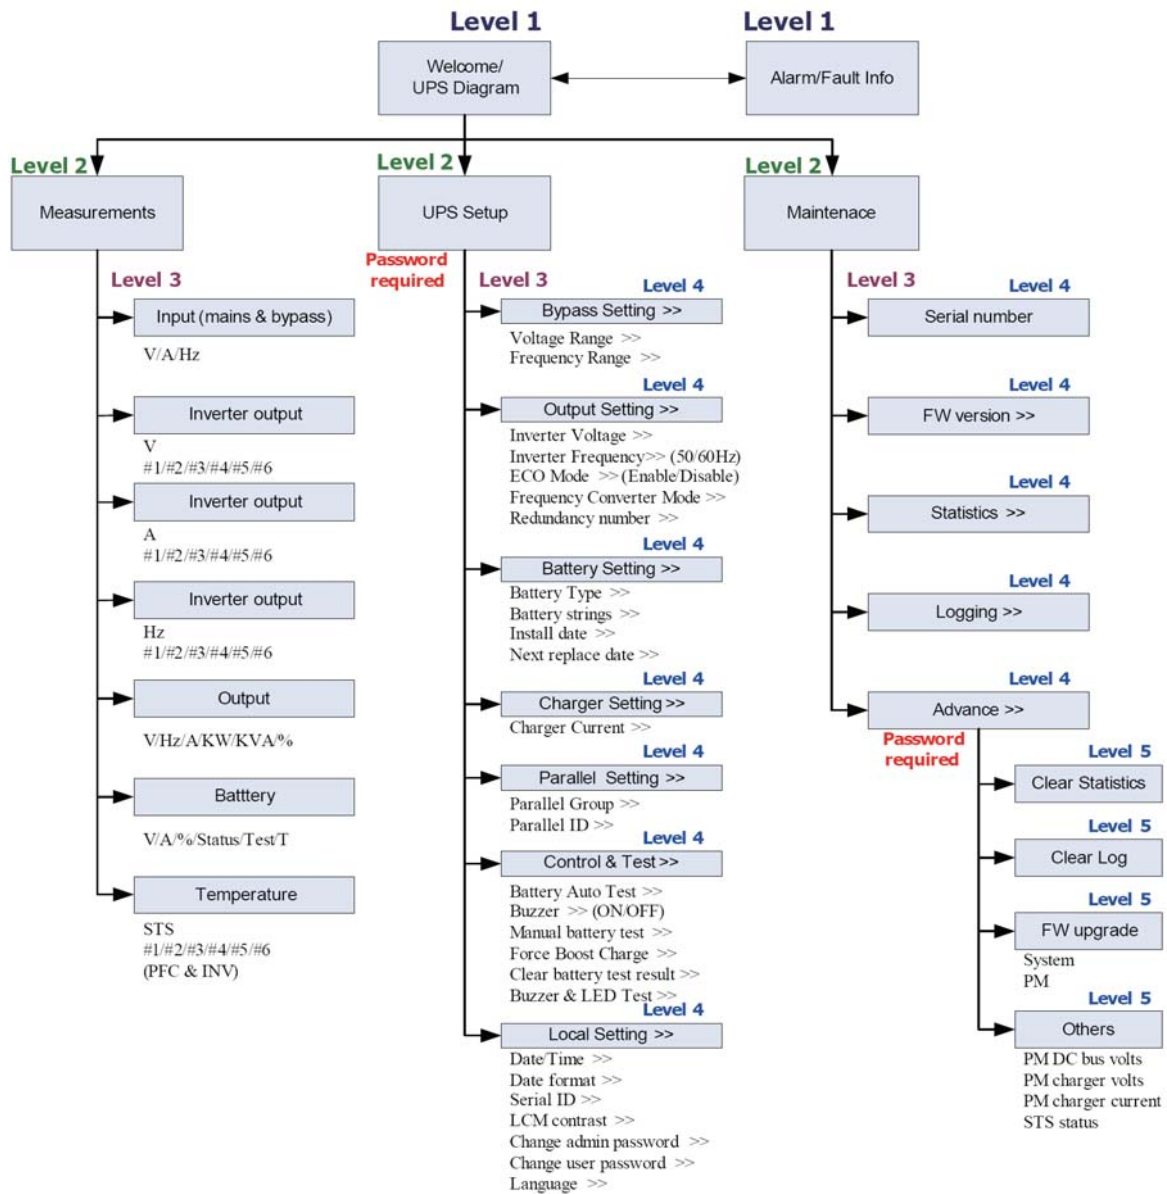 Level 1
Level 1
Welcome/
UPS Diagram
Alarm/Fault Info
Level 2
Measurements
Level 3
Input (mains & bypass)
V/A/Hz
Inverter output
V
#1/#2/#3/#4/#5/#6
Inverter output
A
#1/#2/#3/#4/#5/#6
Inverter output
Hz
#1/#2/#3/#4/#5/#6
Output
V/Hz/A/KW/KVA/%
Batttery
V/A/%/Status/Test/T
Temperature
STS
#1/#2/#3/#4/#5/#6
(PFC & INV)
Level 2
UPS Setup
Password
required
Level 3
Level 4
Bypass Setting >>
Voltage Range >>
Frequency Range >>
Level 4
Output Setting >>
Inverter Voltage >>
Inverter Frequency>> (50/60Hz)
ECO Mode >> (Enable/Disable)
Frequency Converter Mode >>
Redundancy number >>
Level 4
Battery Setting >>
Battery Type >>
Battery strings >>
Install date >>
Next replace date >>
Level 4
Charger Setting >>
Charger Current >>
Level 4
Parallel Setting >>
Parallel Group >>
Parallel ID >>
Level 4
Control & Test >>
Battery Auto Test >>
Buzzer >> (ON/OFF)
Manual battery test >>
Force Boost Charge >>
Clear battery test result >>
Buzzer & LED Test >>
Level 4
Local Setting >>
Date/Time >>
Date format >>
Serial ID >>
LCM contrast >>
Change admin password >>
Change user password >>
Language >>
Level 2
Maintenace
Level 3
Level 4
Serial number
Level 4
FW version >>
Level 4
Statistics >>
Level 4
Logging >>
Level 4
Advance >>
Password
required
Level 5
Clear Statistics
Level 5
Clear Log
Level 5
FW upgrade
System
PM
Level 5
Others
PM DC bus volts
PM charger volts
PM charger current
STS status